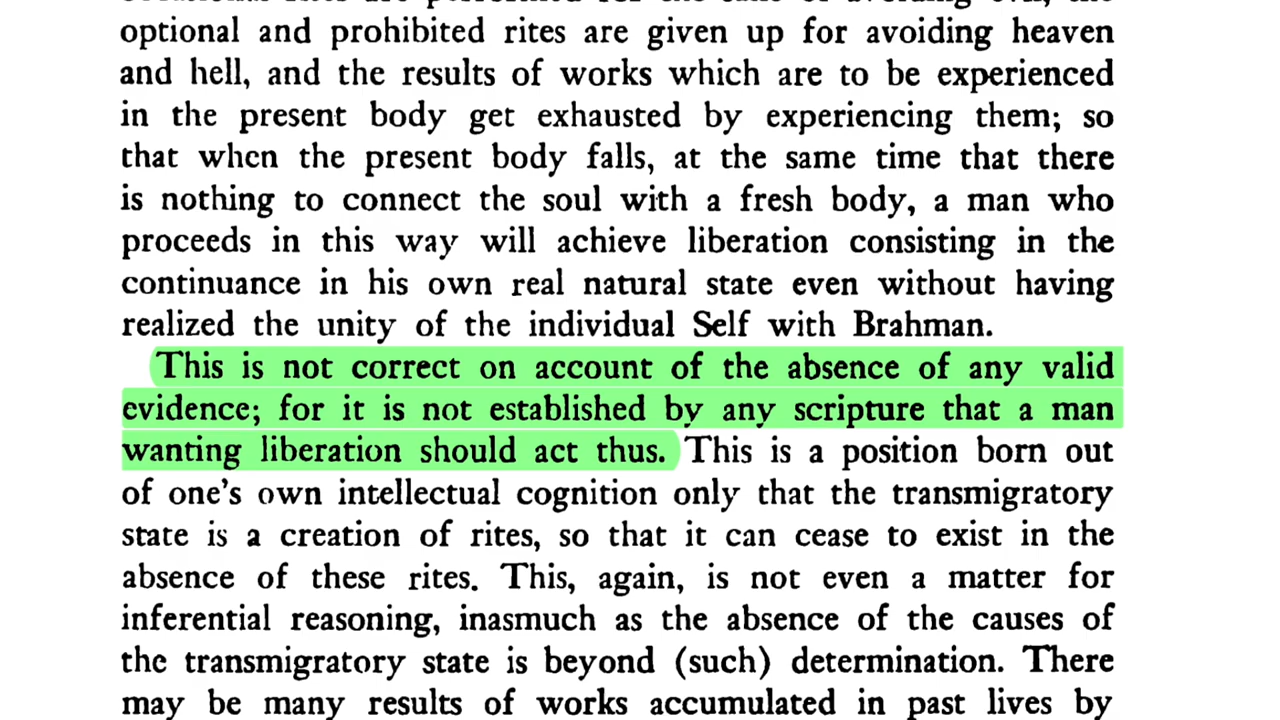 optional and prohibited rites are given up for avoiding heaven
and hell, and the results of works which are to be experienced
in the present body get exhausted by experiencing them; so
that when the present body falls, at the same time that there
is nothing to connect the soul with a fresh body, a man who
proceeds in this way will achieve liberation consisting in the
continuance in his own real natural state even without having
realized the unity of the individual Self with Brahman.
This is not correct on account of the absence of any valid
evidence; for it is not established by any scripture that a man
wanting liberation should act thus. This is a position born out
of one's own intellectual cognition only that the transmigratory
state is a creation of rites, so that it can cease to exist in the
absence of these rites. This, again, is not even a matter for
inferential reasoning, inasmuch as the absence of the causes of
the transmigratory state is beyond (such) determination. There
may be many results of works accumulated in past lives by